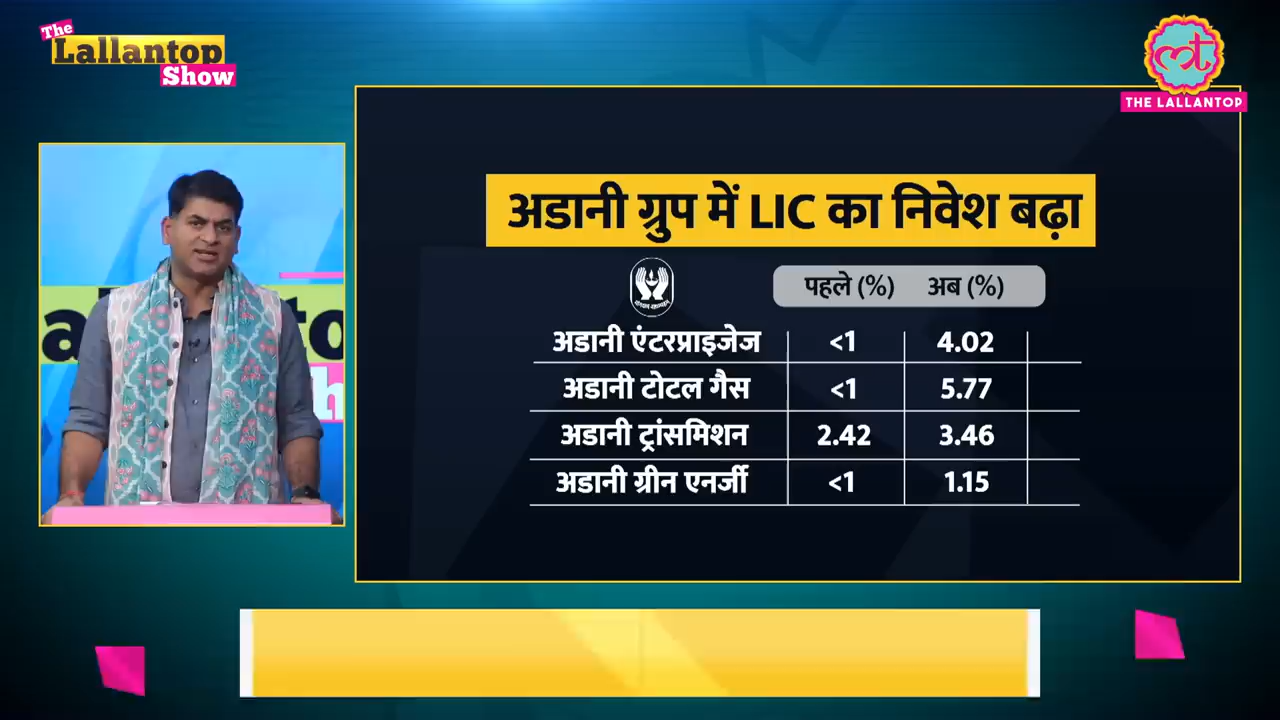 The
Lallantop
Show
THE LALLANTOP
अडानी ग्रुप में LIC का निवेश बढ़ा
पहले (%) अब (%)
अडानी एंटरप्राइजेज <1 4.02
अडानी टोटल गैस <1 5.77
अडानी ट्रांसमिशन 2.42 3.46
अडानी ग्रीन एनर्जी <1 1.15